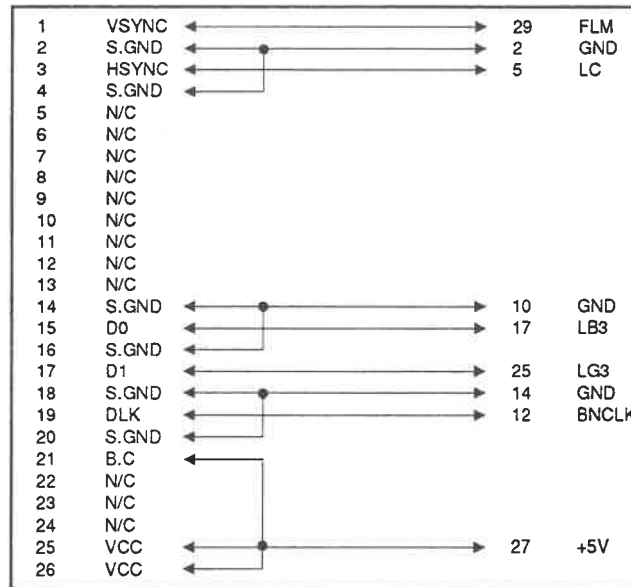 1 VSYNC 29 FLM
2 S.GND 2 GND
3 HSYNC 5 LC
4 S.GND
5 N/C
6 N/C
7 N/C
8 N/C
9 N/C
10 N/C
11 N/C
12 N/C
13 N/C
14 S.GND 10 GND
15 D0 17 LB3
16 S.GND
17 D1 25 LG3
18 S.GND 14 GND
19 DLK 12 BNCLK
20 S.GND
21 B.C
22 N/C
23 N/C
24 N/C
25 VCC 27 +5V
26 VCC